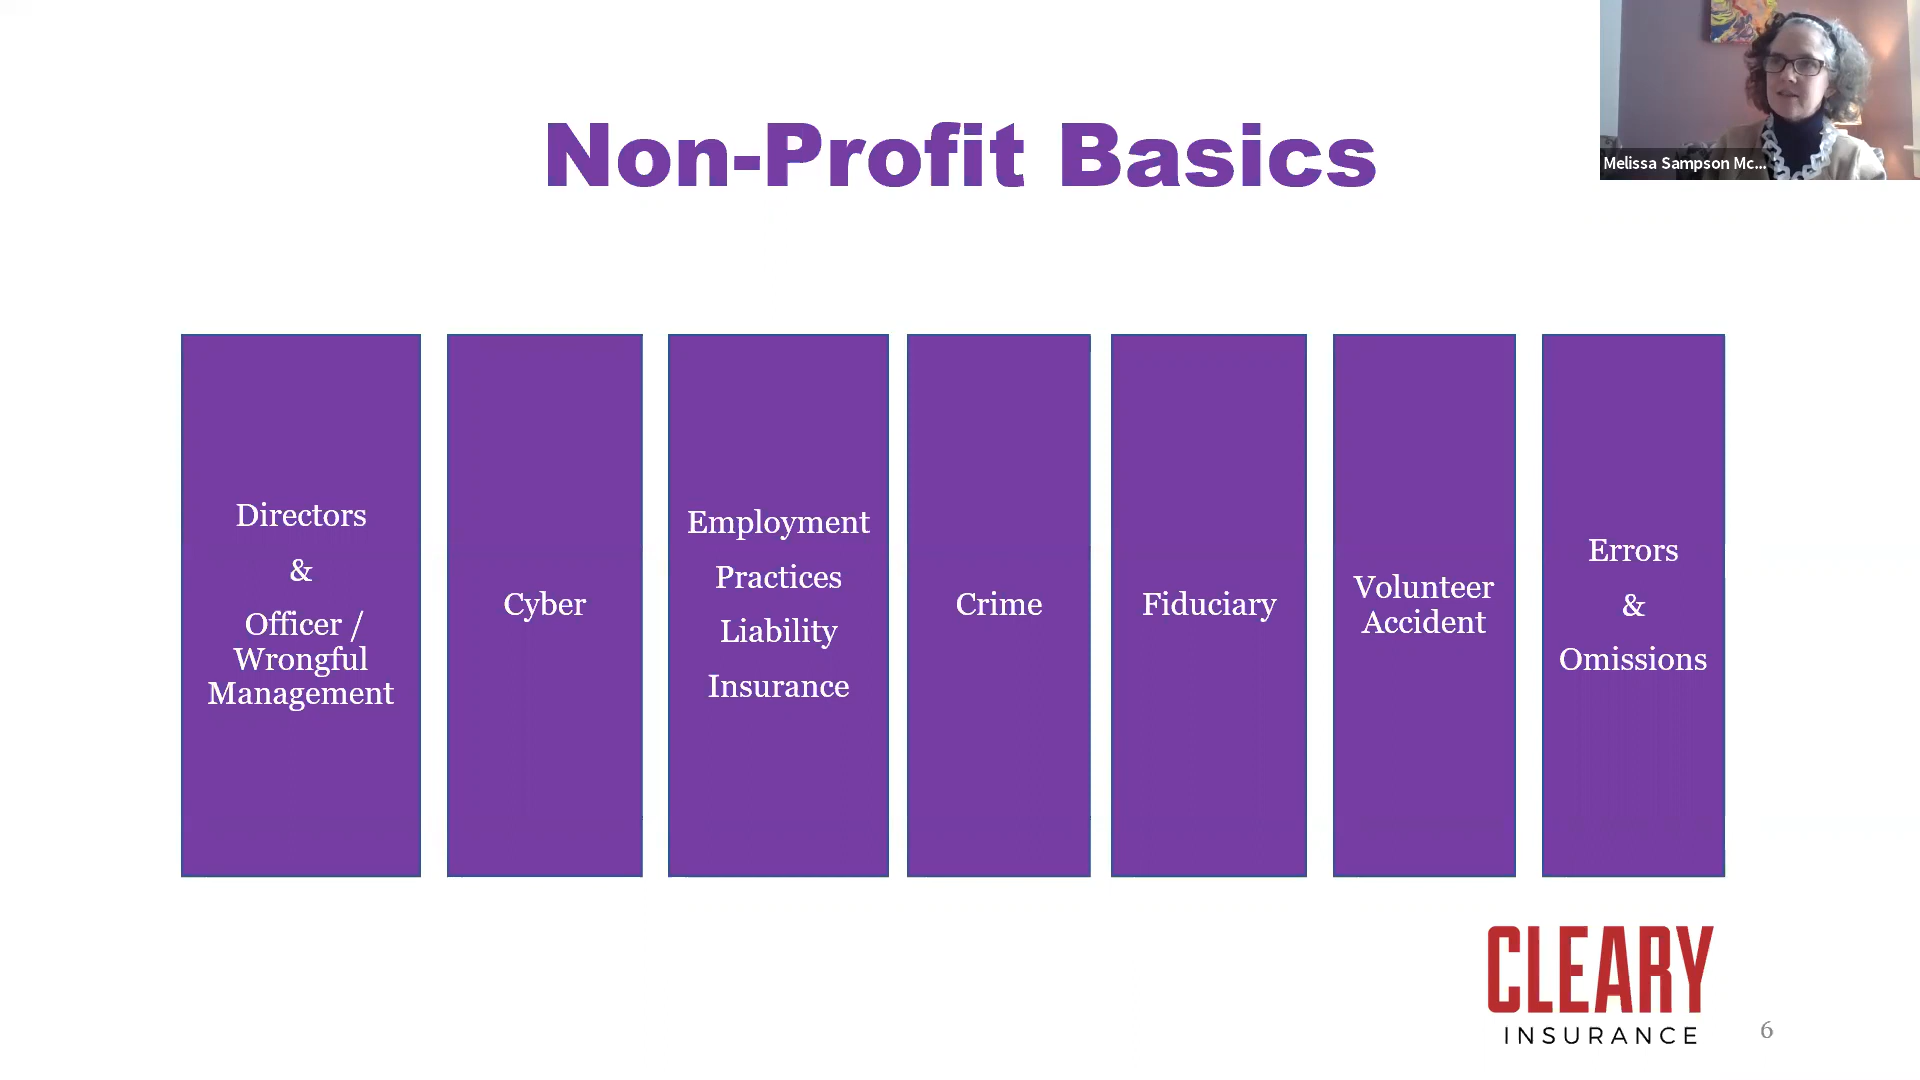 Non-Profit Basics
Melissa Sampson Mc...
Directors
&
Officer /
Wrongful
Management
Cyber
Employment
Practices
Liability
Insurance
Crime
Fiduciary
Volunteer
Accident
Errors
&
Omissions
CLEARY
INSURANCE
6